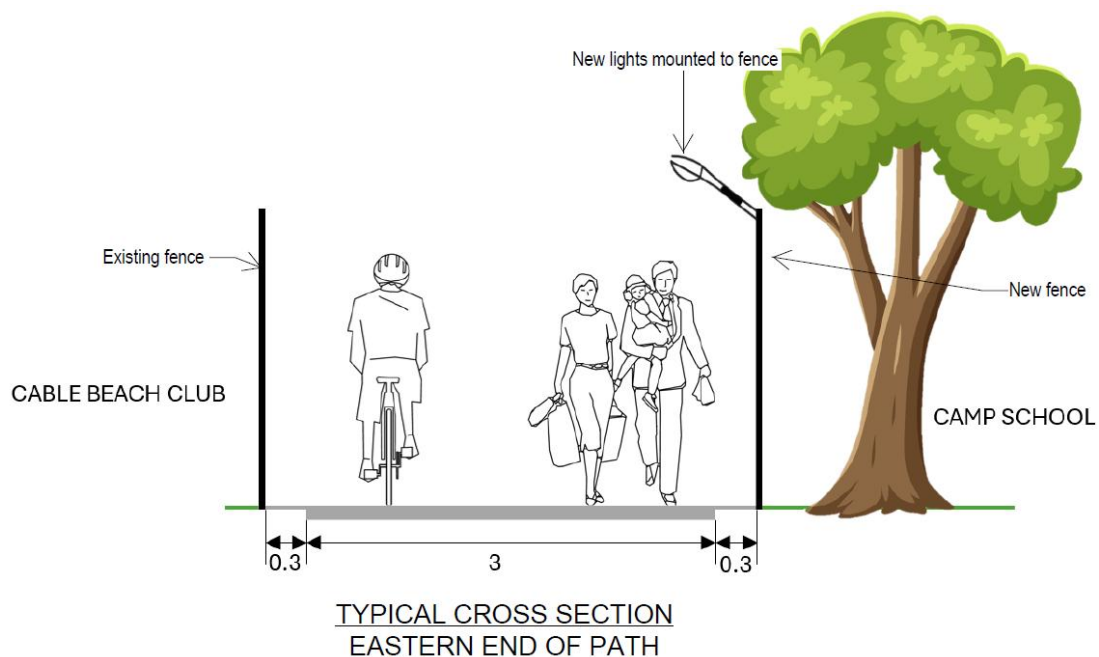 New lights mounted to fence
Existing fence
New fence
CABLE BEACH CLUB
CAMP SCHOOL
0.3
3
0.3
TYPICAL CROSS SECTION
EASTERN END OF PATH